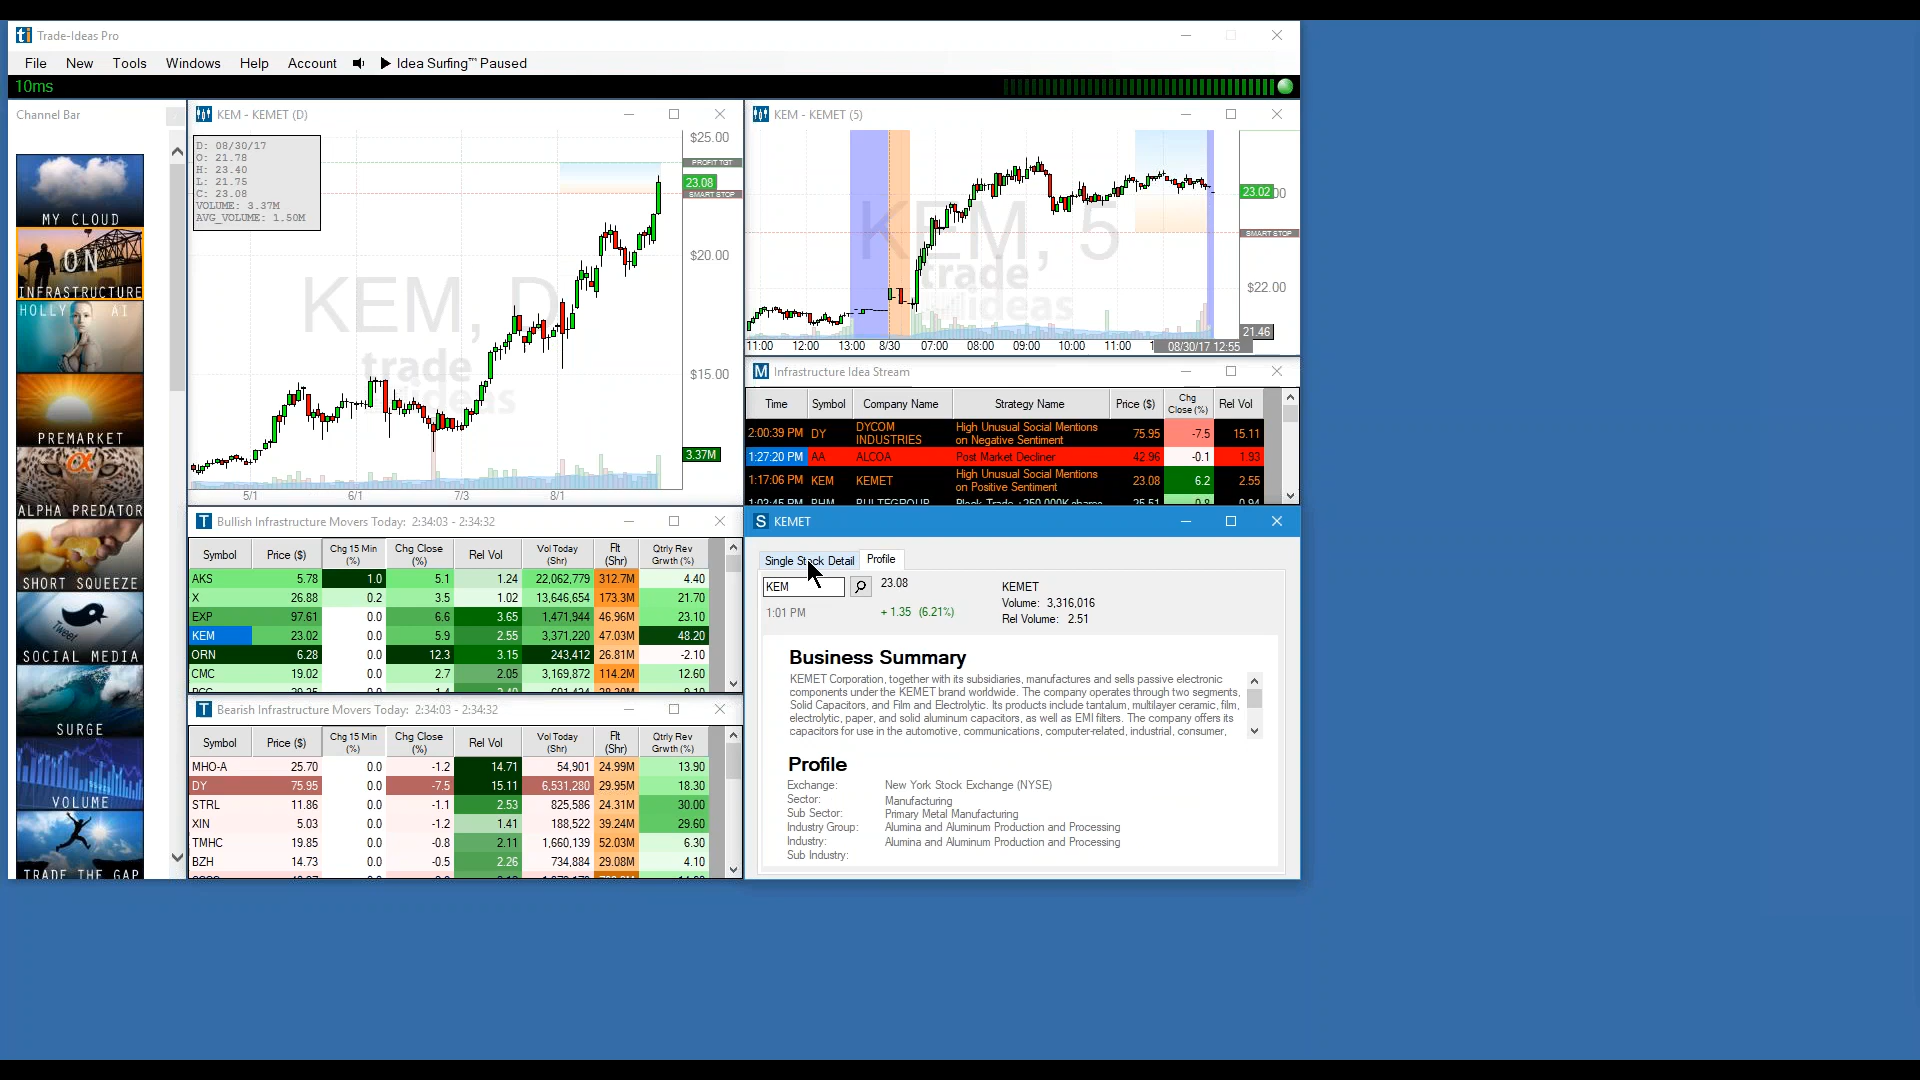 Trade-Ideas Pro
File New Tools Windows Help Account Idea Surfing™ Paused
10ms
Channel Bar
MY CLOUD
ON
INFRASTRUCTURE
HOLLY AI
PREMARKET
α
ALPHA PREDATOR
SHORT SQUEEZE
Tweet
SOCIAL MEDIA
SURGE
VOLUME
TRADE THE GAP
KEM - KEMET (D)
D: 08/30/17
O: 21.78
H: 23.40
L: 21.75
C: 23.08
VOLUME: 3.37M
AVG_VOLUME: 1.50M
KEM, D
trade
ideas
$25.00
PROFIT TGT
23.08
SMART STOP
$20.00
$15.00
3.37M
5/1 6/1 7/3 8/1
KEM - KEMET (5)
KEM, 5
trade
ideas
23.02
SMART STOP
$22.00
21.46
11:00 12:00 13:00 8/30 07:00 08:00 09:00 10:00 11:00 08/30/17 12:55
M Infrastructure Idea Stream
Time Symbol Company Name Strategy Name Price ($) Chg Close (%) Rel Vol
2:00:39 PM DY DYCOM INDUSTRIES High Unusual Social Mentions on Negative Sentiment 75.95 -7.5 15.11
1:27:20 PM AA ALCOA Post Market Decliner 42.96 -0.1 1.93
1:17:06 PM KEM KEMET High Unusual Social Mentions on Positive Sentiment 23.08 6.2 2.55
T Bullish Infrastructure Movers Today: 2:34:03 - 2:34:32
Symbol Price ($) Chg 15 Min (%) Chg Close (%) Rel Vol Vol Today (Shr) Flt (Shr) Qtrly Rev Grwth (%)
AKS 5.78 1.0 5.1 1.24 22,062,779 312.7M 4.40
X 26.88 0.2 3.5 1.02 13,646,654 173.3M 21.70
EXP 97.61 0.0 6.6 3.65 1,471,944 46.96M 23.10
KEM 23.02 0.0 5.9 2.55 3,371,220 47.03M 48.20
ORN 6.28 0.0 12.3 3.15 243,412 26.81M -2.10
CMC 19.02 0.0 2.7 2.05 3,169,872 114.2M 12.60
T Bearish Infrastructure Movers Today: 2:34:03 - 2:34:32
Symbol Price ($) Chg 15 Min (%) Chg Close (%) Rel Vol Vol Today (Shr) Flt (Shr) Qtrly Rev Grwth (%)
MHO-A 25.70 0.0 -1.2 14.71 54,901 24.99M 13.90
DY 75.95 0.0 -7.5 15.11 6,531,280 29.95M 18.30
STRL 11.86 0.0 -1.1 2.53 825,586 24.31M 30.00
XIN 5.03 0.0 -1.2 1.41 188,522 39.24M 29.60
TMHC 19.85 0.0 -0.8 2.11 1,660,139 52.03M 6.30
BZH 14.73 0.0 -0.5 2.26 734,884 29.08M 4.10
S KEMET
Single Stock Detail Profile
KEM 23.08
1:01 PM + 1.35 (6.21%)
KEMET
Volume: 3,316,016
Rel Volume: 2.51
Business Summary
KEMET Corporation, together with its subsidiaries, manufactures and sells passive electronic
components under the KEMET brand worldwide. The company operates through two segments,
Solid Capacitors, and Film and Electrolytic. Its products include tantalum, multilayer ceramic, film,
electrolytic, paper, and solid aluminum capacitors, as well as EMI filters. The company offers its
capacitors for use in the automotive, communications, computer-related, industrial, consumer,
Profile
Exchange: New York Stock Exchange (NYSE)
Sector: Manufacturing
Sub Sector: Primary Metal Manufacturing
Industry Group: Alumina and Aluminum Production and Processing
Industry: Alumina and Aluminum Production and Processing
Sub Industry: